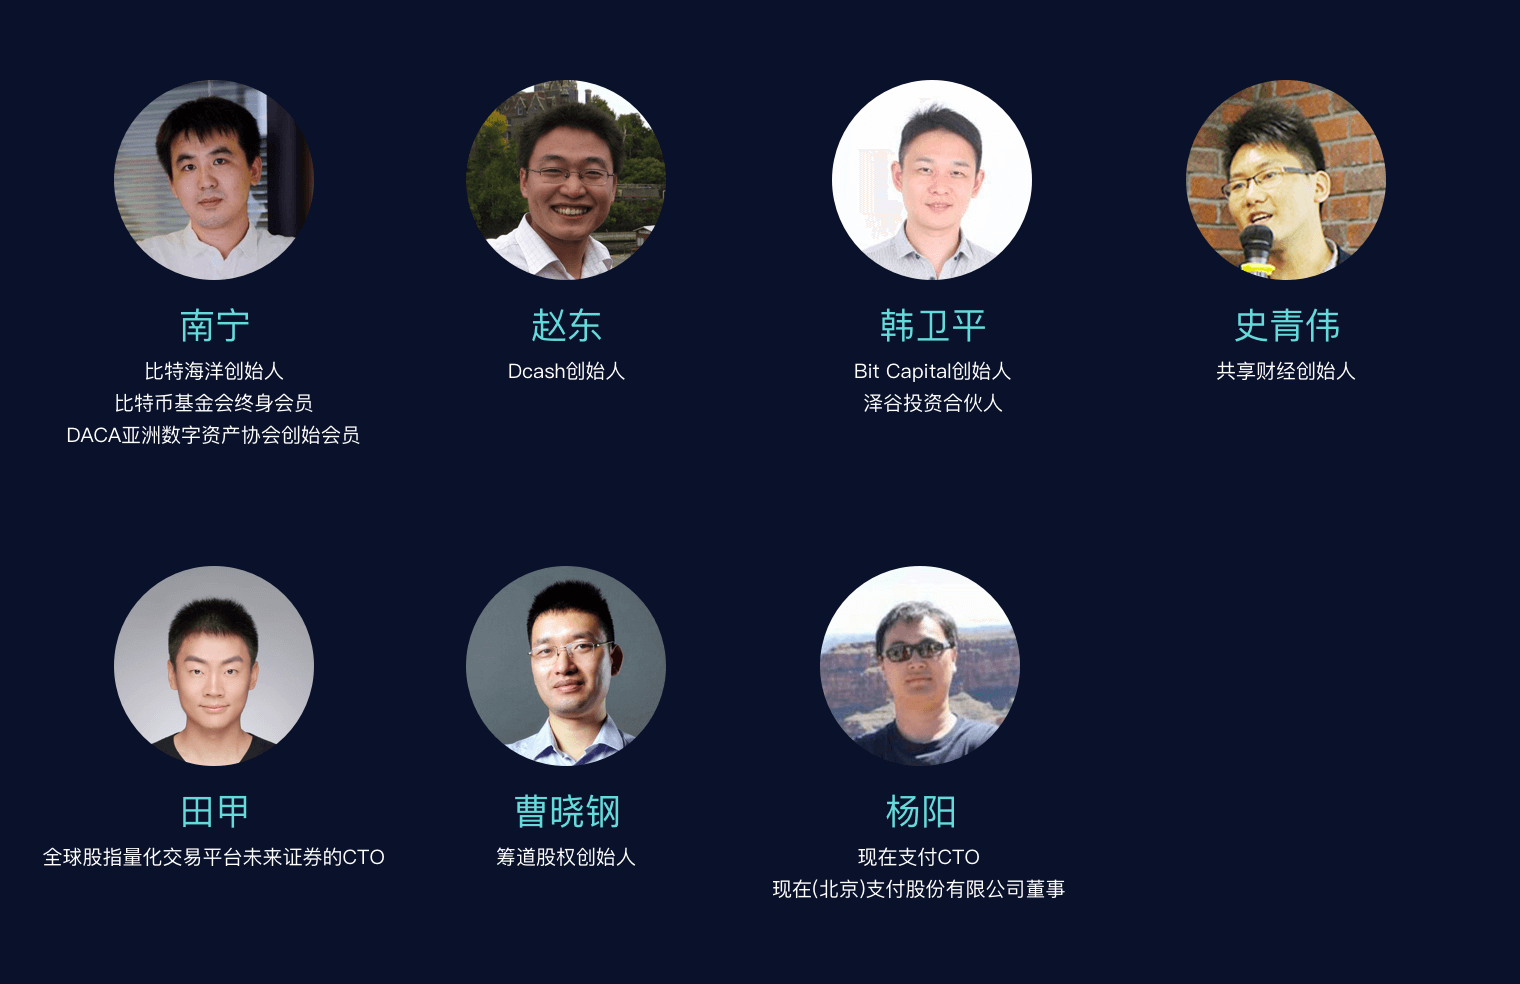 南宁
比特海洋创始人
比特币基金会终身会员
DACA亚洲数字资产协会创始会员
赵东
Dcash创始人
韩卫平
Bit Capital创始人
泽谷投资合伙人
史青伟
共享财经创始人
田甲
全球股指量化交易平台未来证券的CTO
曹晓钢
筹道股权创始人
杨阳
现在支付CTO
现在(北京)支付股份有限公司董事